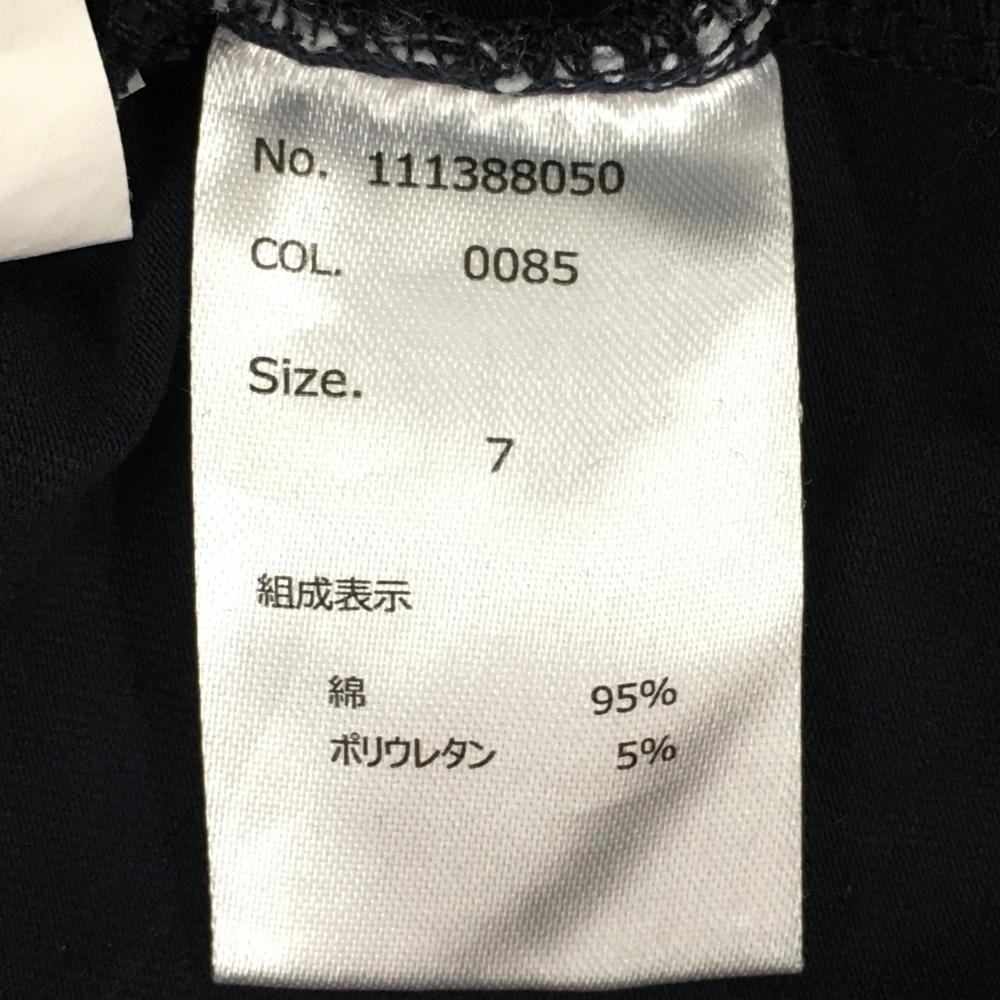 No. 111388050
COL. 0085
Size.
7
組成表示
綿 95%
ポリウレタン 5%